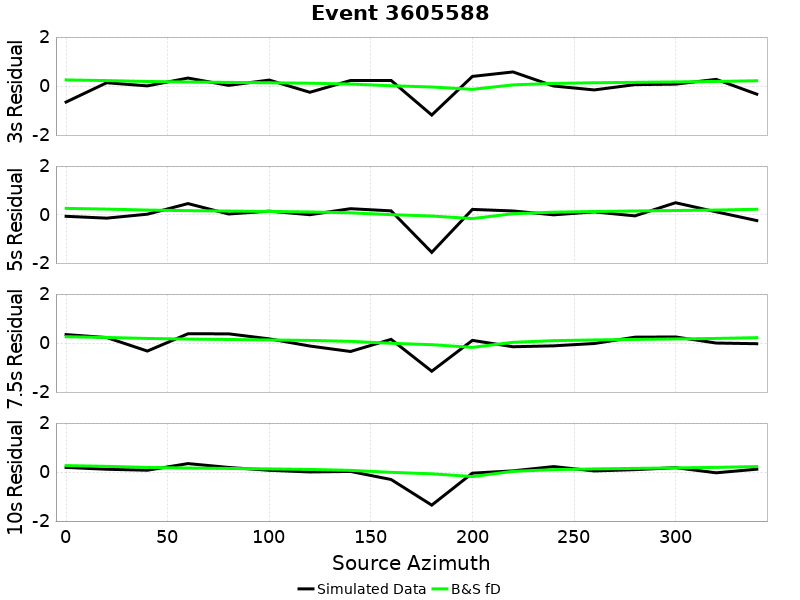 Event 3605588
3s Residual
2
0
-2
5s Residual
2
0
-2
7.5s Residual
2
0
-2
10s Residual
2
0
-2
0 50 100 150 200 250 300
Source Azimuth
Simulated Data B&S fD